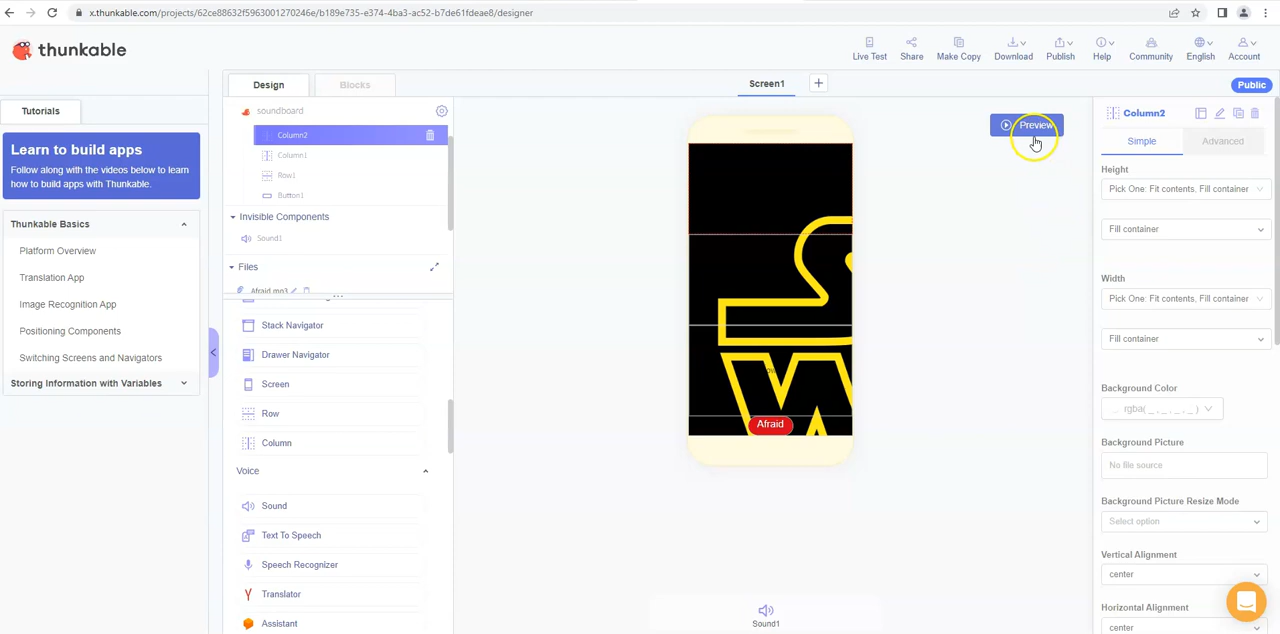 x.thunkable.com/projects/62ce88632f5963001270246e/b189e735-e374-4ba3-ac52-b7de61fdeae8/designer
thunkable
Live Test
Share
Make Copy
Download
Publish
Help
Community
English
Account
Tutorials
Design
Blocks
Screen1
+
Public
Learn to build apps
Follow along with the videos below to learn
how to build apps with Thunkable.
Thunkable Basics
Platform Overview
Translation App
Image Recognition App
Positioning Components
Switching Screens and Navigators
Storing Information with Variables
soundboard
Column2
Column1
Row1
Button1
Invisible Components
Sound1
Files
Afraid.mp3
Stack Navigator
Drawer Navigator
Screen
Row
Column
Voice
Sound
Text To Speech
Speech Recognizer
Translator
Assistant
Preview
S
W
Afraid
Sound1
Column2
Simple
Advanced
Height
Pick One: Fit contents, Fill container
Fill container
Width
Pick One: Fit contents, Fill container
Fill container
Background Color
rgba( _ , _ , _ , _ )
Background Picture
No file source
Background Picture Resize Mode
Select option
Vertical Alignment
center
Horizontal Alignment
center